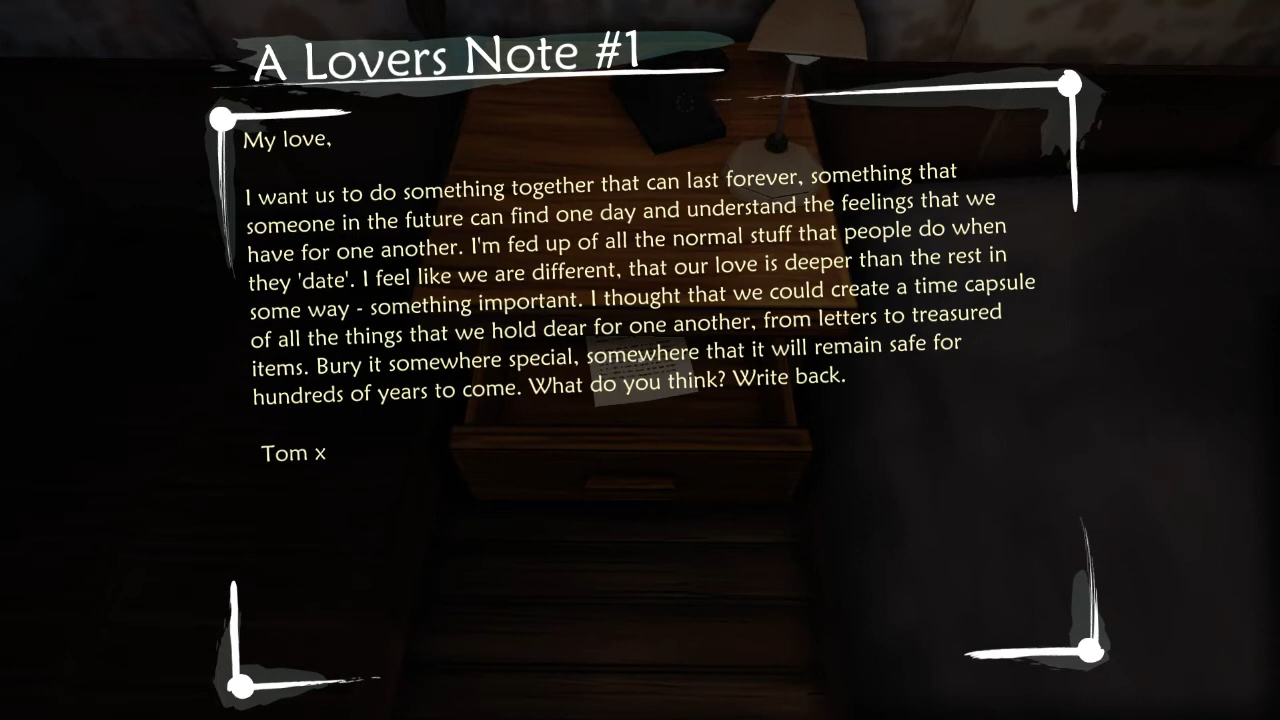 A Lovers Note #1
My love,
I want us to do something together that can last forever, something that
someone in the future can find one day and understand the feelings that we
have for one another. I'm fed up of all the normal stuff that people do when
they 'date'. I feel like we are different, that our love is deeper than the rest in
some way - something important. I thought that we could create a time capsule
of all the things that we hold dear for one another, from letters to treasured
items. Bury it somewhere special, somewhere that it will remain safe for
hundreds of years to come. What do you think? Write back.
Tom x